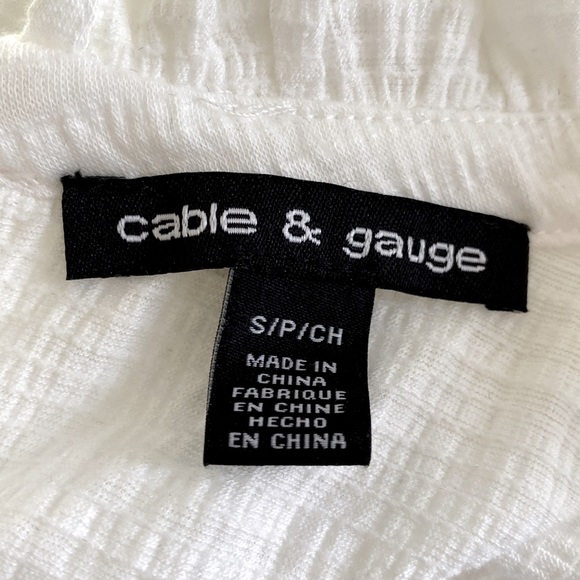 cable & gauge
S/P/CH
MADE IN
CHINA
FABRIQUE
EN CHINE
HECHO
EN CHINA